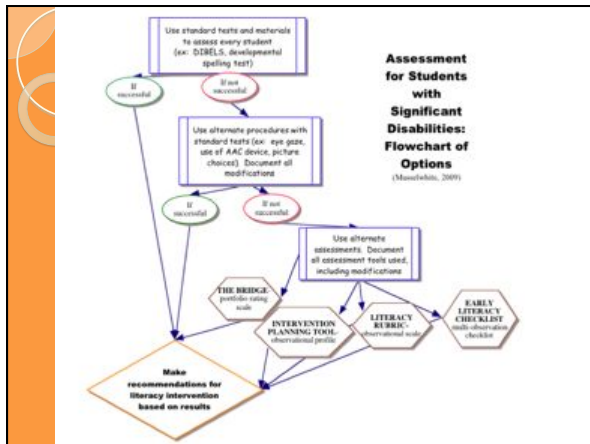 Use standard tests and materials
to assess every student
(ex: DIBELS, developmental
spelling test)
Assessment
for Students
with
Significant
Disabilities:
Flowchart of
Options
(Musselwhite, 2009)
If
successful
If not
successful
Use alternate procedures with
standard tests (ex: eye gaze,
use of AAC device, picture
choices). Document all
modifications
If
successful
If not
successful
Use alternate
assessments. Document
all assessment tools used,
including modifications
THE BRIDGE-
portfolio rating
scale
INTERVENTION
PLANNING TOOL-
observational profile
LITERACY
RUBRIC-
observational scale
EARLY
LITERACY
CHECKLIST
multi-observation
checklist
Make
recommendations for
literacy intervention
based on results